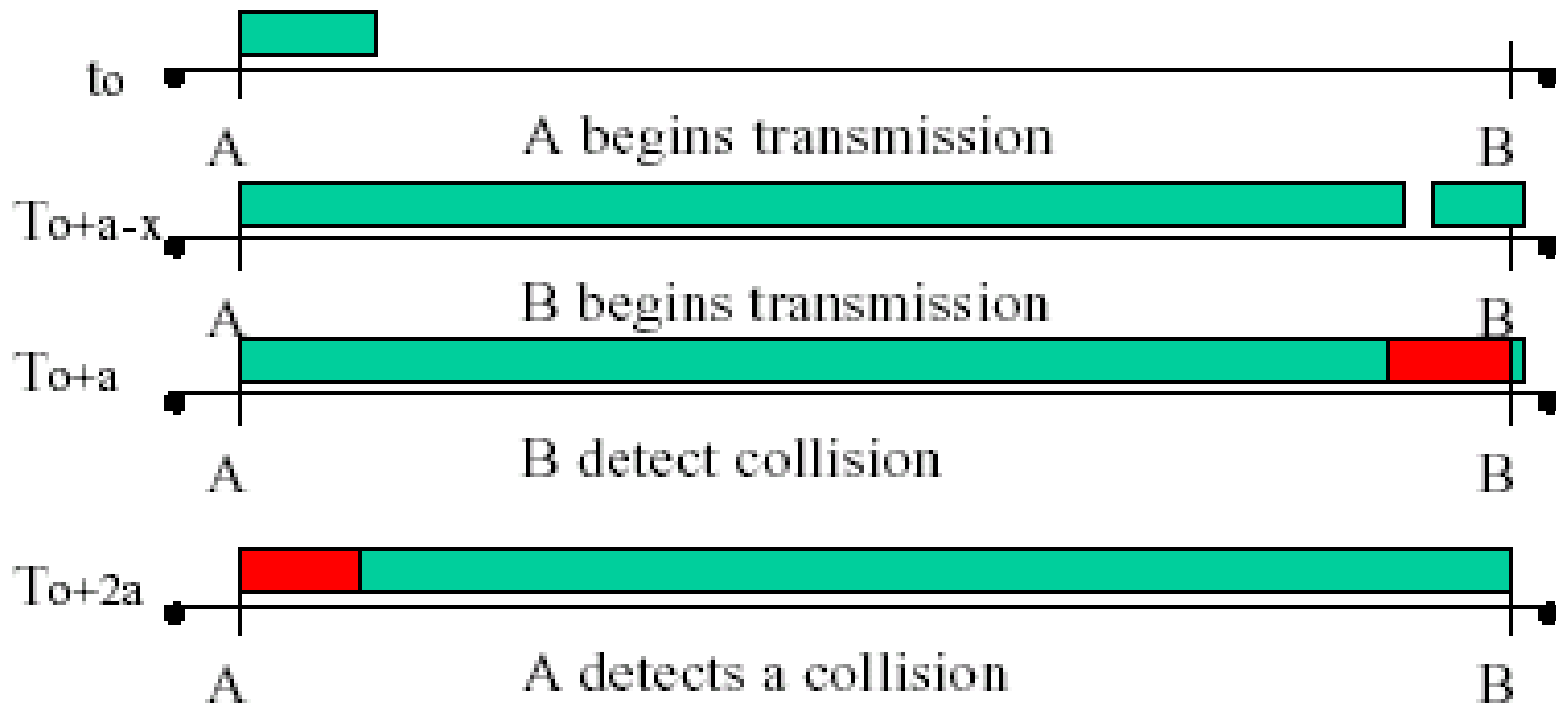 to
A begins transmission
A B
To+a-x
B begins transmission
A B
To+a
B detect collision
A B
To+2a
A detects a collision
A B